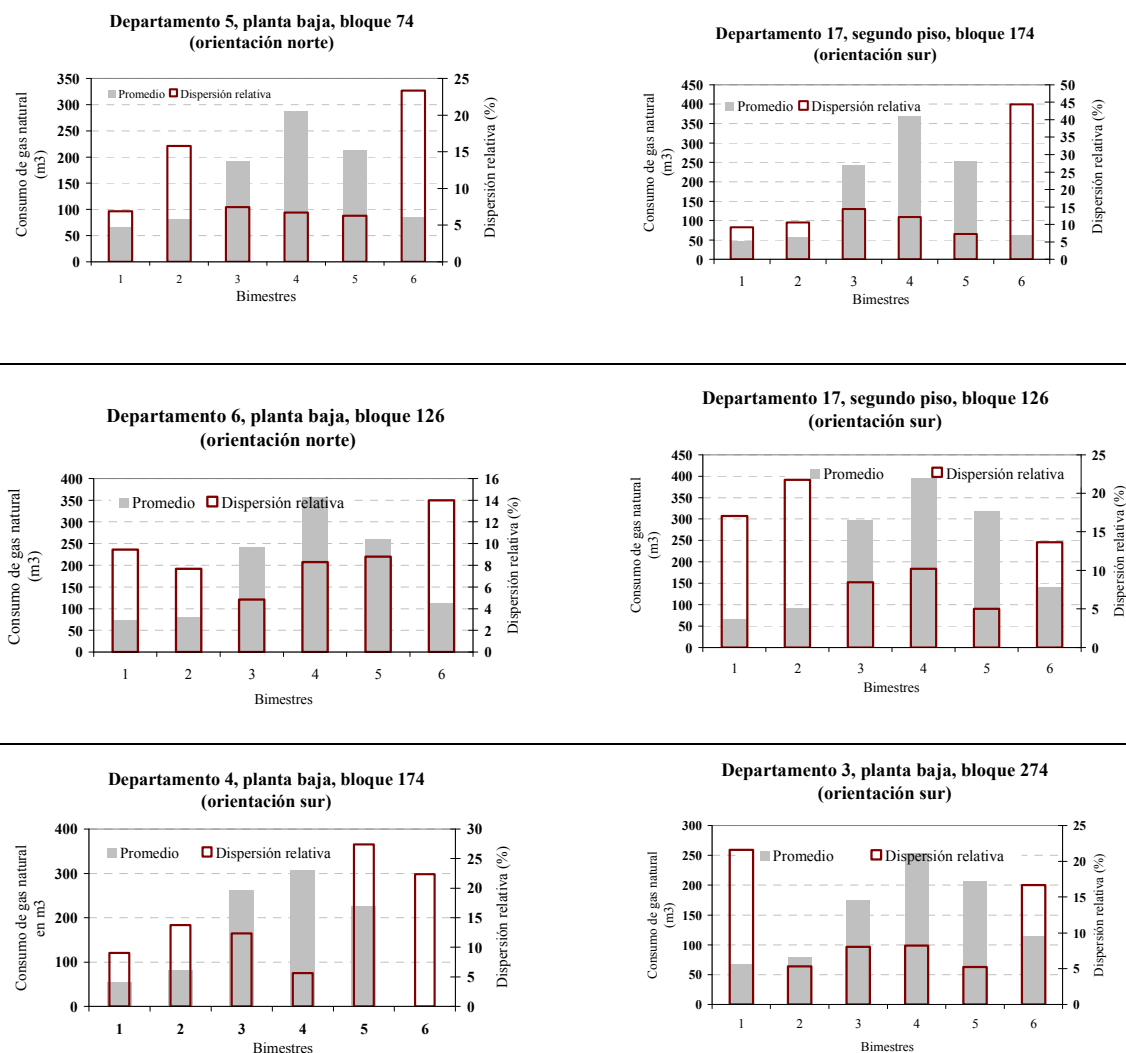 Departamento 5, planta baja, bloque 74
(orientación norte)
Consumo de gas natural
(m3)
350
300
250
200
150
100
50
0
Promedio Dispersión relativa
25
20
15
10
5
0
Dispersión relativa (%)
1 2 3 4 5 6
Bimestres
Departamento 17, segundo piso, bloque 174
(orientación sur)
Consumo de gas natural
(m3)
450
400
350
300
250
200
150
100
50
0
Promedio Dispersión relativa
50
45
40
35
30
25
20
15
10
5
0
Dispersión relativa (%)
1 2 3 4 5 6
Bimestres
Departamento 6, planta baja, bloque 126
(orientación norte)
Consumo de gas natural
(m3)
400
350
300
250
200
150
100
50
0
Promedio Dispersión relativa
16
14
12
10
8
6
4
2
0
Dispersión relativa (%)
1 2 3 4 5 6
Bimestres
Departamento 17, segundo piso, bloque 126
(orientación sur)
Consumo de gas natural
(m3)
450
400
350
300
250
200
150
100
50
0
Promedio Dispersión relativa
25
20
15
10
5
0
Dispersión relativa (%)
1 2 3 4 5 6
Bimestres
Departamento 4, planta baja, bloque 174
(orientación sur)
Consumo de gas natural
en m3
400
300
200
100
0
Promedio Dispersión relativa
30
25
20
15
10
5
0
Dispersión relativa (%)
1 2 3 4 5 6
Bimestres
Departamento 3, planta baja, bloque 274
(orientación sur)
Consumo de gas natural
(m3)
300
250
200
150
100
50
0
Promedio Dispersión relativa
25
20
15
10
5
0
Dispersión relativa (%)
1 2 3 4 5 6
Bimestres